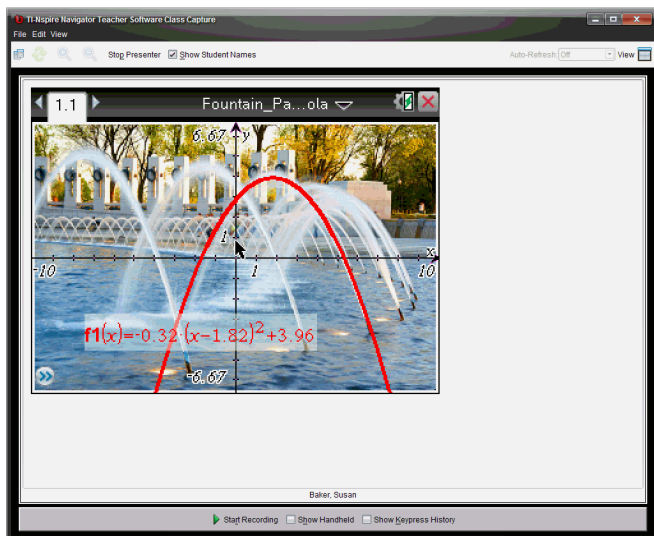 TI-Nspire Navigator Teacher Software Class Capture
File Edit View
Stop Presenter Show Student Names Auto-Refresh: Off View
1.1 Fountain_Pa...ola
6.67 y
1
x
-10 1 10
f1(x)=-0.32·(x-1.82)²+3.96
-6.67
Baker, Susan
Start Recording Show Handheld Show Keypress History